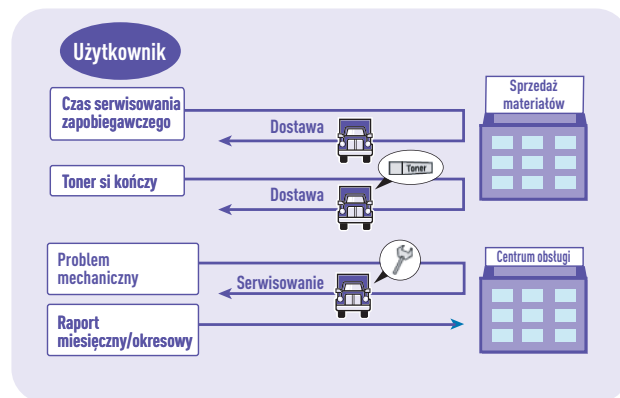 Użytkownik
Czas serwisowania
zapobiegawczego
Dostawa
Sprzedaż
materiałów
Toner si kończy
Toner
Dostawa
Problem
mechaniczny
Serwisowanie
Centrum obsługi
Raport
miesięczny/okresowy